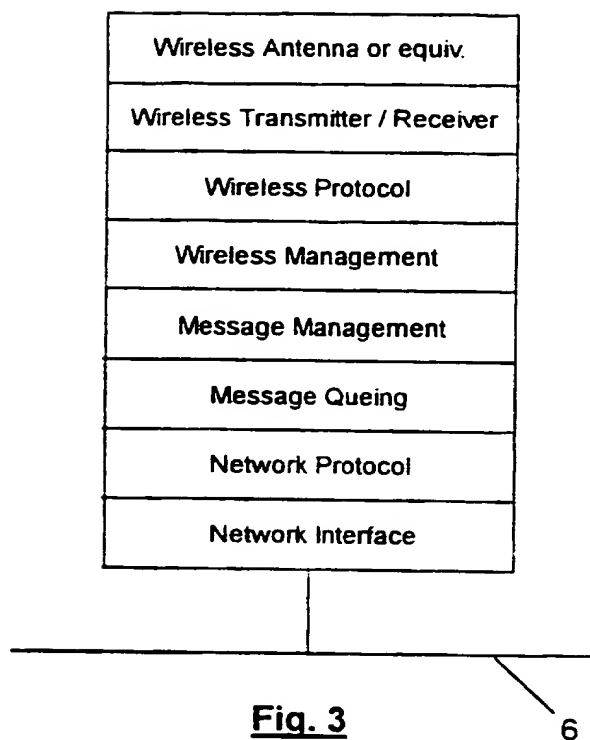 Wireless Antenna or equiv.
Wireless Transmitter / Receiver
Wireless Protocol
Wireless Management
Message Management
Message Queing
Network Protocol
Network Interface
Fig. 3
6